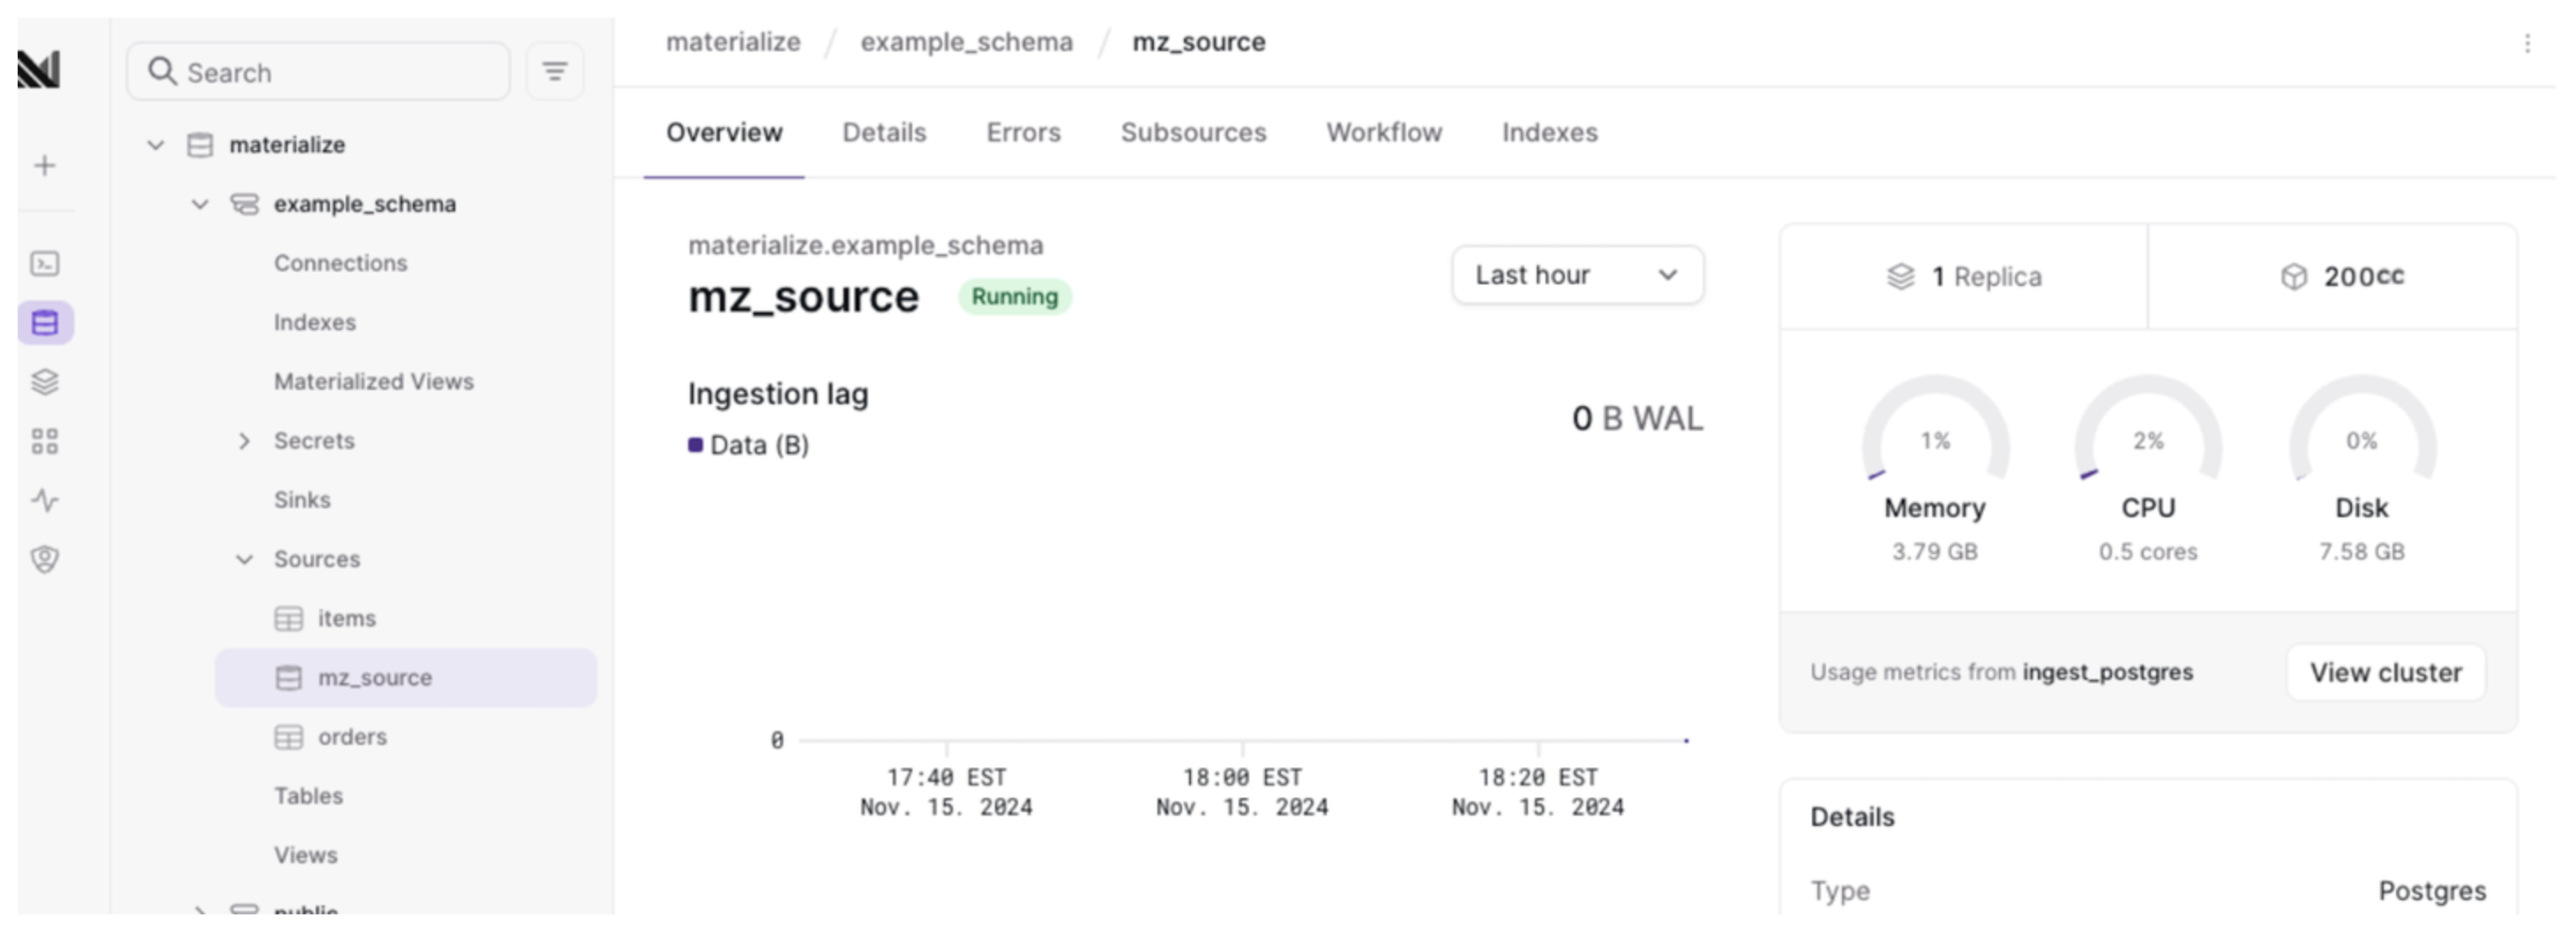 Search
materialize
example_schema
Connections
Indexes
Materialized Views
Secrets
Sinks
Sources
items
mz_source
orders
Tables
Views
public
materialize / example_schema / mz_source
Overview Details Errors Subsources Workflow Indexes
materialize.example_schema
mz_source Running
Last hour
Ingestion lag
Data (B)
0 B WAL
0
17:40 EST 18:00 EST 18:20 EST
Nov. 15. 2024 Nov. 15. 2024 Nov. 15. 2024
1 Replica 200cc
1% 2% 0%
Memory CPU Disk
3.79 GB 0.5 cores 7.58 GB
Usage metrics from ingest_postgres View cluster
Details
Type Postgres